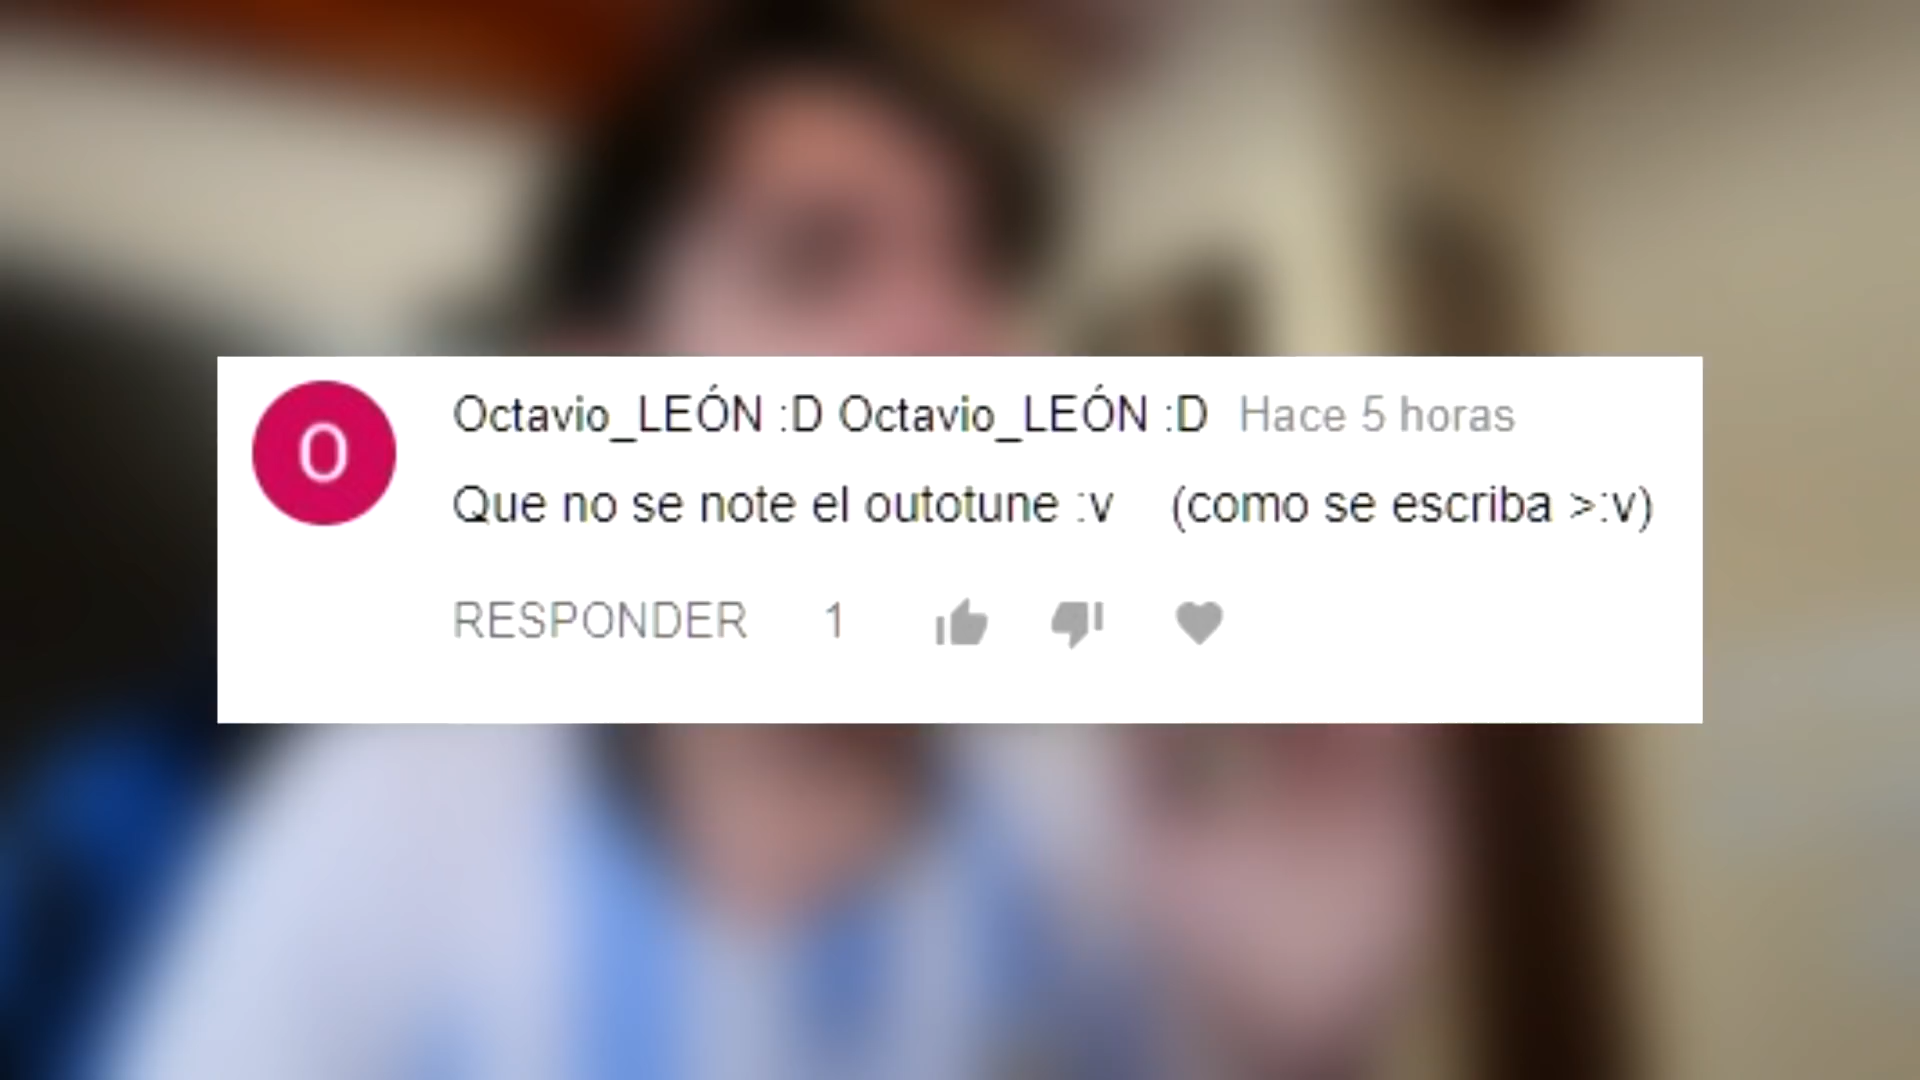 O
Octavio_LEÓN :D Octavio_LEÓN :D Hace 5 horas
Que no se note el outotune :v (como se escriba >:v)
RESPONDER 1